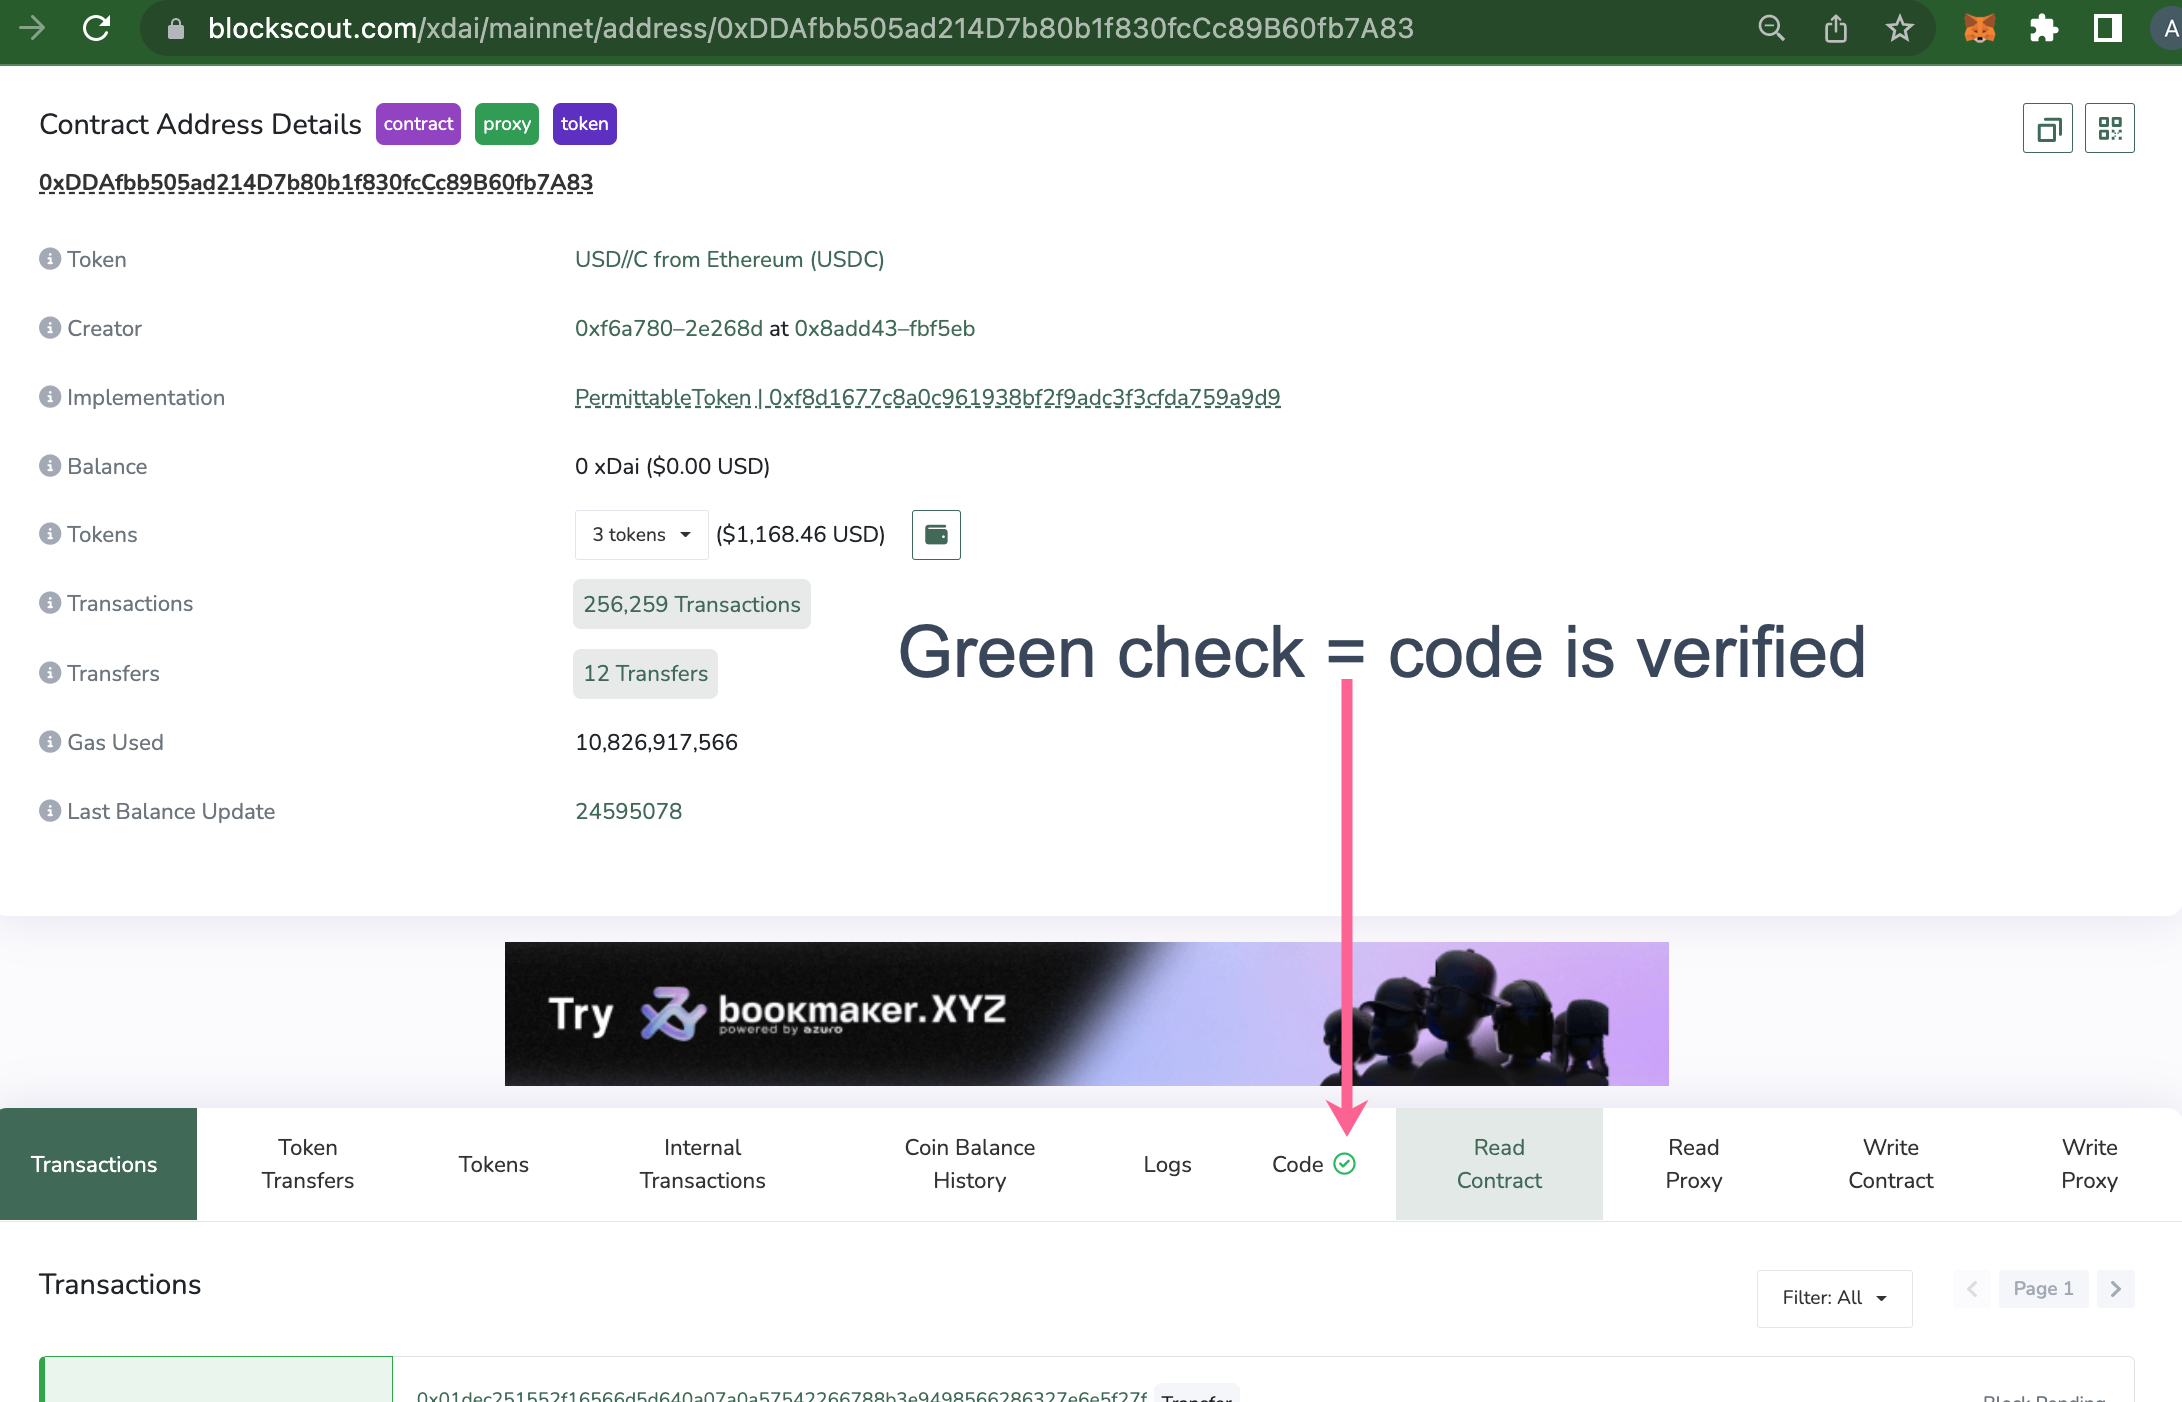 blockscout.com/xdai/mainnet/address/0xDDAfbb505ad214D7b80b1f830fcCc89B60fb7A83
A
Contract Address Details contract proxy token
0xDDAfbb505ad214D7b80b1f830fcCc89B60fb7A83
Token USD//C from Ethereum (USDC)
Creator 0xf6a780–2e268d at 0x8add43–fbf5eb
Implementation PermittableToken | 0xf8d1677c8a0c961938bf2f9adc3f3cfda759a9d9
Balance 0 xDai ($0.00 USD)
Tokens 3 tokens ($1,168.46 USD)
Transactions 256,259 Transactions
Green check = code is verified
Transfers 12 Transfers
Gas Used 10,826,917,566
Last Balance Update 24595078
Try bookmaker.XYZ
powered by azuro
Transactions
Token
Transfers
Tokens
Internal
Transactions
Coin Balance
History
Logs
Code
Read
Contract
Read
Proxy
Write
Contract
Write
Proxy
Transactions
Filter: All
Page 1
0x01dec251552f16566d5d640a07a0a57542266788b3e9498566286327e6e5f27f Transfer
Block Pending